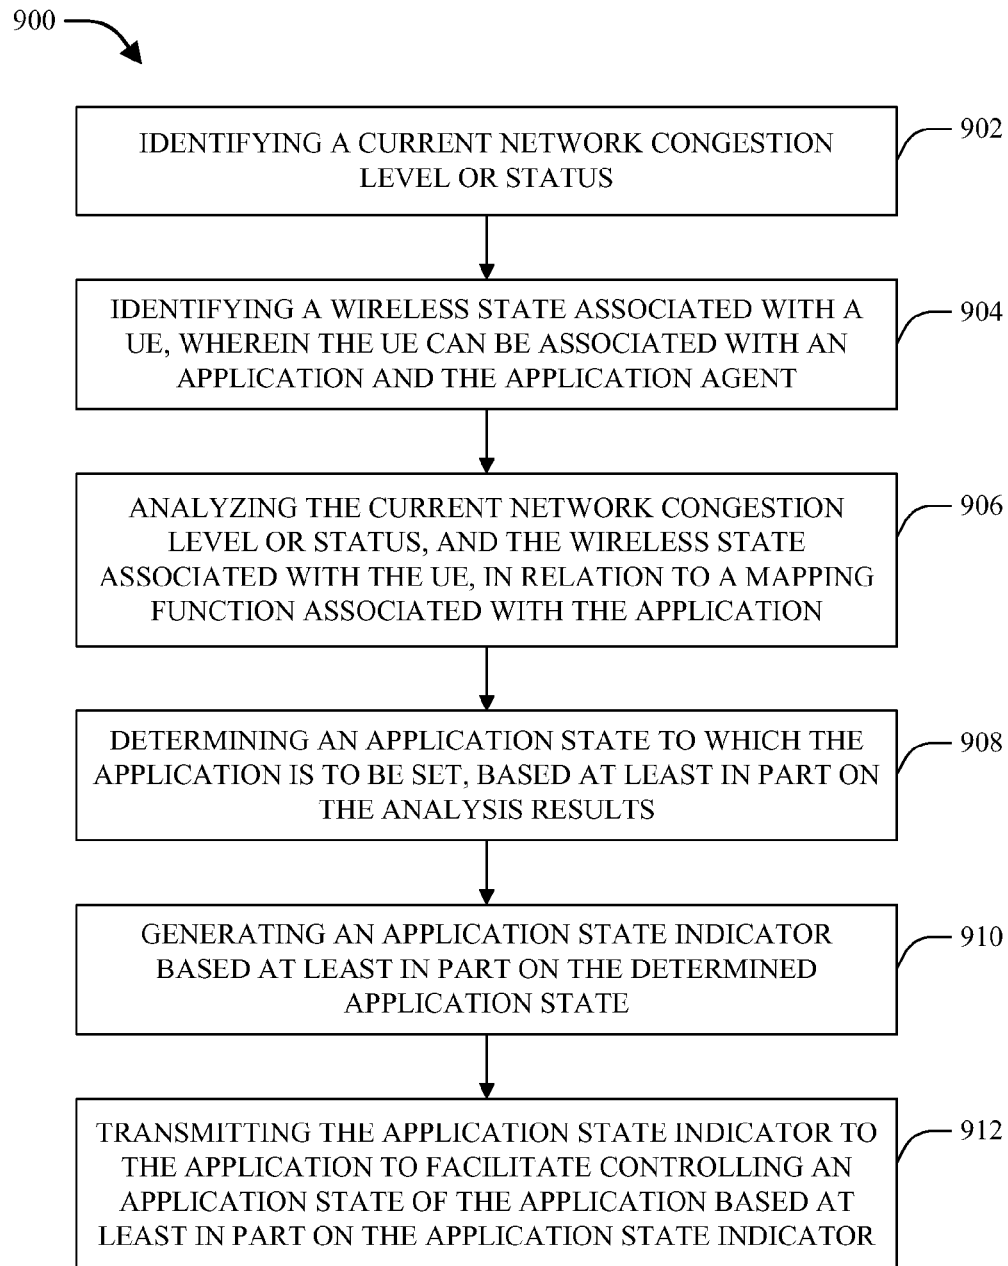 900
IDENTIFYING A CURRENT NETWORK CONGESTION
LEVEL OR STATUS
902
IDENTIFYING A WIRELESS STATE ASSOCIATED WITH A
UE, WHEREIN THE UE CAN BE ASSOCIATED WITH AN
APPLICATION AND THE APPLICATION AGENT
904
ANALYZING THE CURRENT NETWORK CONGESTION
LEVEL OR STATUS, AND THE WIRELESS STATE
ASSOCIATED WITH THE UE, IN RELATION TO A MAPPING
FUNCTION ASSOCIATED WITH THE APPLICATION
906
DETERMINING AN APPLICATION STATE TO WHICH THE
APPLICATION IS TO BE SET, BASED AT LEAST IN PART ON
THE ANALYSIS RESULTS
908
GENERATING AN APPLICATION STATE INDICATOR
BASED AT LEAST IN PART ON THE DETERMINED
APPLICATION STATE
910
TRANSMITTING THE APPLICATION STATE INDICATOR TO
THE APPLICATION TO FACILITATE CONTROLLING AN
APPLICATION STATE OF THE APPLICATION BASED AT
LEAST IN PART ON THE APPLICATION STATE INDICATOR
912